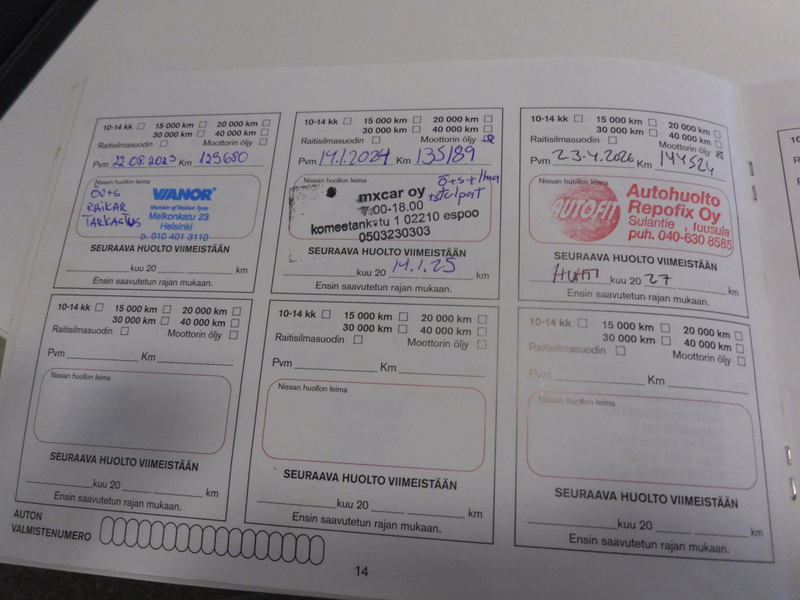 10-14 kk 15 000 km 20 000 km
30 000 km 40 000 km
Raitisilmasuodin Moottorin öljy
Pvm 22.08.2023 Km 129680
Nissan huollon leima
Ö+S
RAIKAR
TARKASTUS
VIANOR
Member of Nokian Tyres
Melkonkatu 23
Helsinki
p. 010 401 3110
SEURAAVA HUOLTO VIIMEISTÄÄN
kuu 20 km
Ensin saavutetun rajan mukaan.
10-14 kk 15 000 km 20 000 km
30 000 km 40 000 km
Raitisilmasuodin Moottorin öljy
Pvm 14.1.2024 Km 135189
Nissan huollon leima
ö+s+ilma
mxcar oy
7.00-18.00
komeetankatu 1 02210 espoo
0503230303
SEURAAVA HUOLTO VIIMEISTÄÄN
kuu 20 14.1.25 km
Ensin saavutetun rajan mukaan.
10-14 kk 15 000 km 20 000 km
30 000 km 40 000 km
Raitisilmasuodin Moottorin öljy
Pvm 23.4.2026 Km 144524
Nissan huollon leima
AUTOFIT
Autohuolto
Repofix Oy
Sulantie Tuusula
puh. 040-630 8585
SEURAAVA HUOLTO VIIMEISTÄÄN
HUHTI kuu 20 27 km
Ensin saavutetun rajan mukaan.
10-14 kk 15 000 km 20 000 km
30 000 km 40 000 km
Raitisilmasuodin Moottorin öljy
Pvm Km
Nissan huollon leima
SEURAAVA HUOLTO VIIMEISTÄÄN
kuu 20 km
Ensin saavutetun rajan mukaan.
10-14 kk 15 000 km 20 000 km
30 000 km 40 000 km
Raitisilmasuodin Moottorin öljy
Pvm Km
Nissan huollon leima
SEURAAVA HUOLTO VIIMEISTÄÄN
kuu 20 km
Ensin saavutetun rajan mukaan.
10-14 kk 15 000 km 20 000 km
30 000 km 40 000 km
Raitisilmasuodin Moottorin öljy
Pvm Km
Nissan huollon leima
SEURAAVA HUOLTO VIIMEISTÄÄN
kuu 20 km
Ensin saavutetun rajan mukaan.
AUTON
VALMISTENUMERO
14